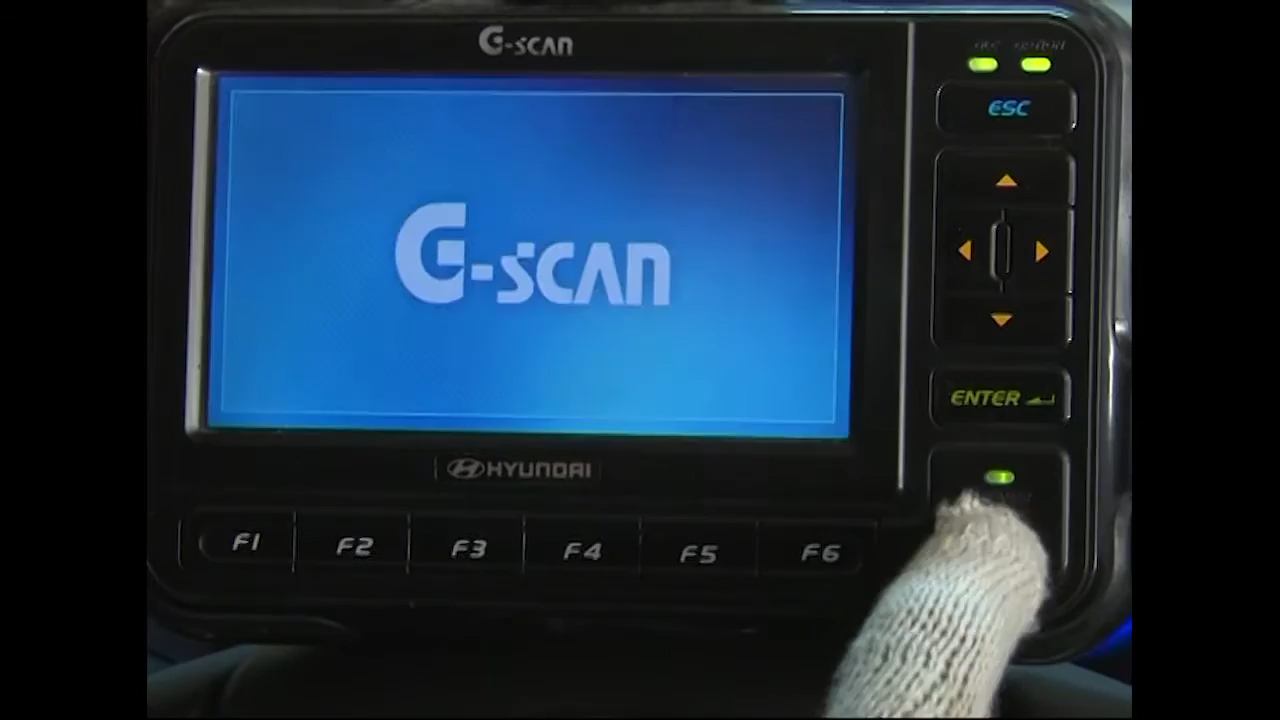 G-SCAN
ESC
G-SCAN
ENTER
HYUNDAI
F1 F2 F3 F4 F5 F6